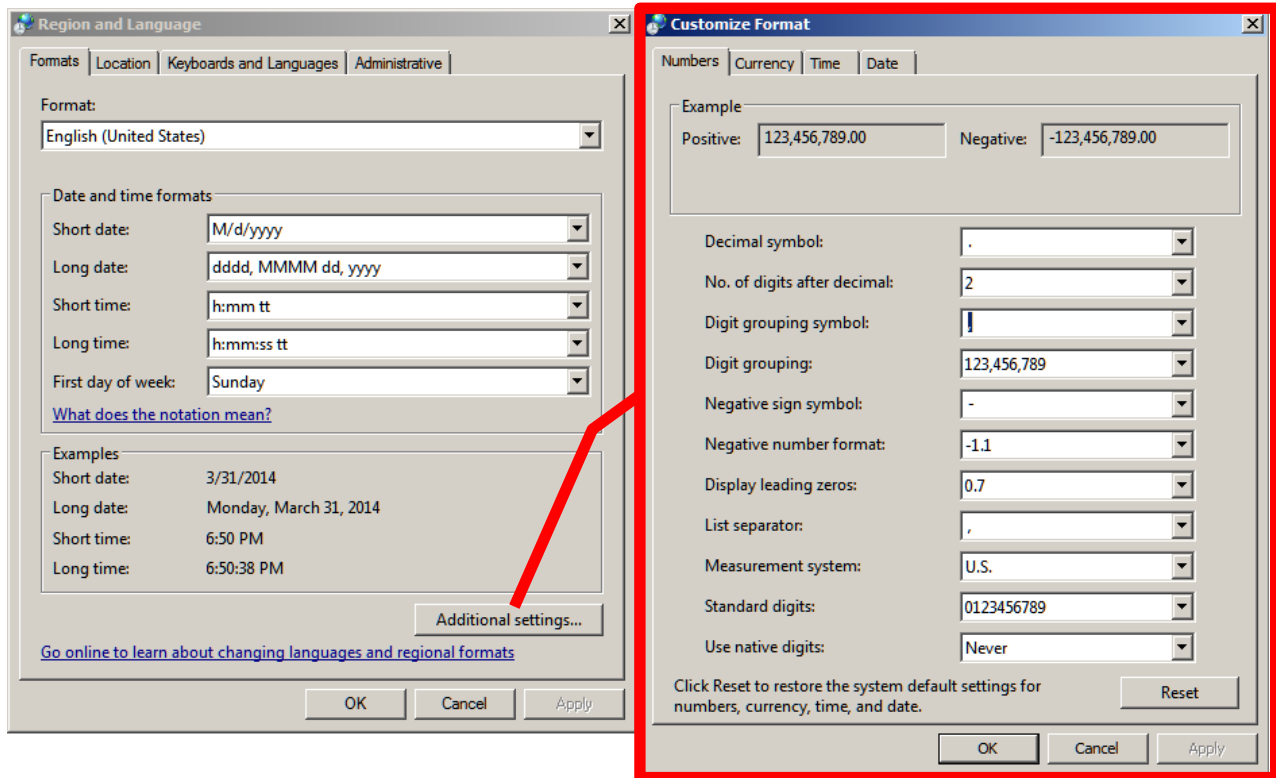 Region and Language
Formats Location Keyboards and Languages Administrative
Format:
English (United States)
Date and time formats
Short date: M/d/yyyy
Long date: dddd, MMMM dd, yyyy
Short time: h:mm tt
Long time: h:mm:ss tt
First day of week: Sunday
What does the notation mean?
Examples
Short date: 3/31/2014
Long date: Monday, March 31, 2014
Short time: 6:50 PM
Long time: 6:50:38 PM
Additional settings...
Go online to learn about changing languages and regional formats
OK Cancel Apply
Customize Format
Numbers Currency Time Date
Example
Positive: 123,456,789.00 Negative: -123,456,789.00
Decimal symbol: .
No. of digits after decimal: 2
Digit grouping symbol: ,
Digit grouping: 123,456,789
Negative sign symbol: -
Negative number format: -1.1
Display leading zeros: 0.7
List separator: ,
Measurement system: U.S.
Standard digits: 0123456789
Use native digits: Never
Click Reset to restore the system default settings for
numbers, currency, time, and date.
Reset
OK Cancel Apply